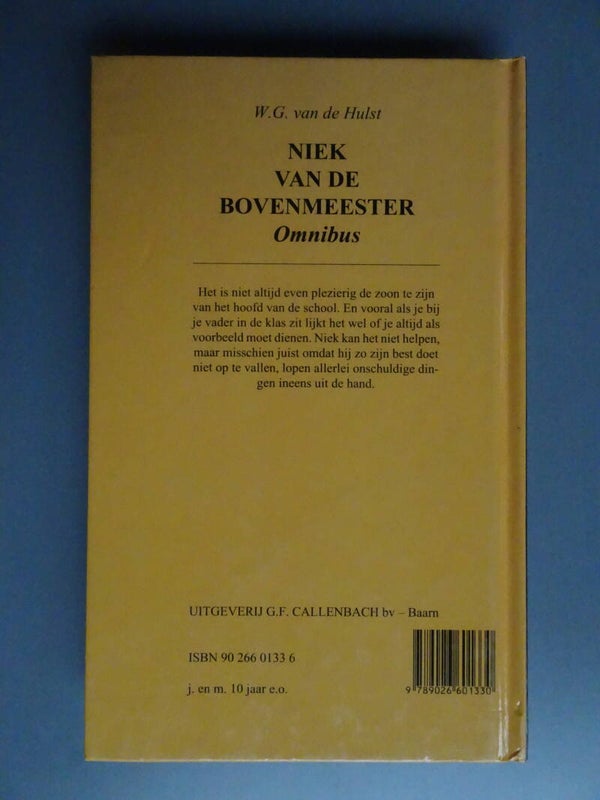 W.G. van de Hulst
NIEK
VAN DE
BOVENMEESTER
Omnibus
Het is niet altijd even plezierig de zoon te zijn
van het hoofd van de school. En vooral als je bij
je vader in de klas zit lijkt het wel of je altijd als
voorbeeld moet dienen. Niek kan het niet helpen,
maar misschien juist omdat hij zo zijn best doet
niet op te vallen, lopen allerlei onschuldige din-
gen ineens uit de hand.
UITGEVERIJ G.F. CALLENBACH bv – Baarn
ISBN 90 266 0133 6
j. en m. 10 jaar e.o.
9 789026 601330